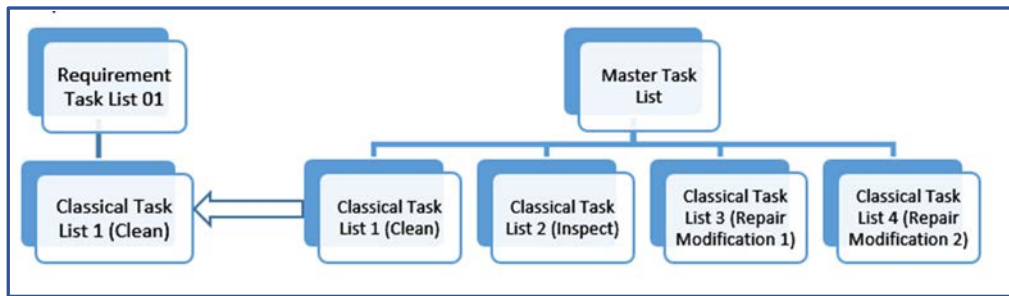 Requirement
Task List 01
Master Task
List
Classical Task
List 1 (Clean)
Classical Task
List 1 (Clean)
Classical Task
List 2 (Inspect)
Classical Task
List 3 (Repair
Modification 1)
Classical Task
List 4 (Repair
Modification 2)